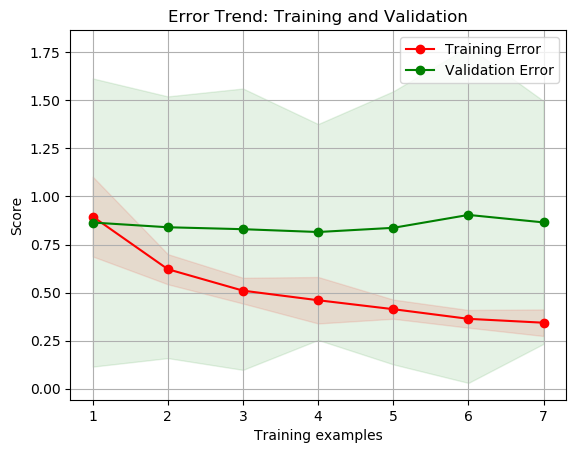 Error Trend: Training and Validation
Training Error
Validation Error
1.75
1.50
1.25
1.00
0.75
0.50
0.25
0.00
Score
1 2 3 4 5 6 7
Training examples